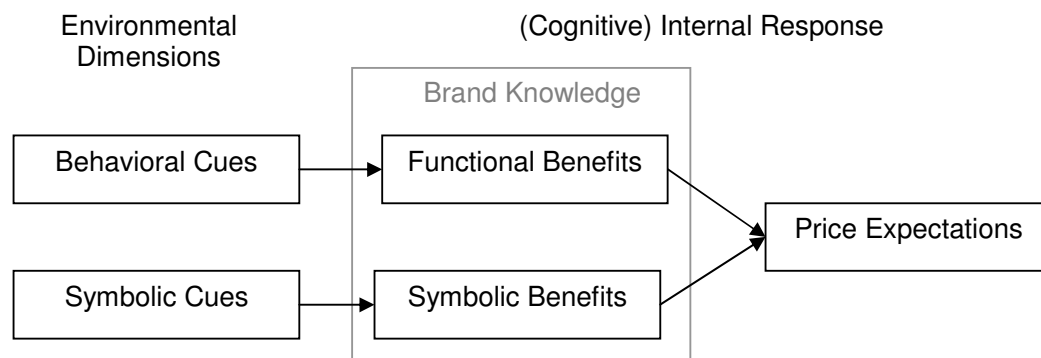 Environmental
Dimensions
(Cognitive) Internal Response
Brand Knowledge
Behavioral Cues
Functional Benefits
Price Expectations
Symbolic Cues
Symbolic Benefits